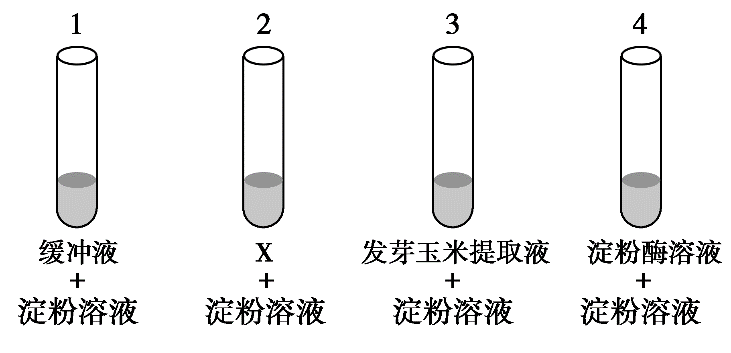 1 2 3 4
缓冲液 X 发芽玉米提取液 淀粉酶溶液
+ + + +
淀粉溶液 淀粉溶液 淀粉溶液 淀粉溶液